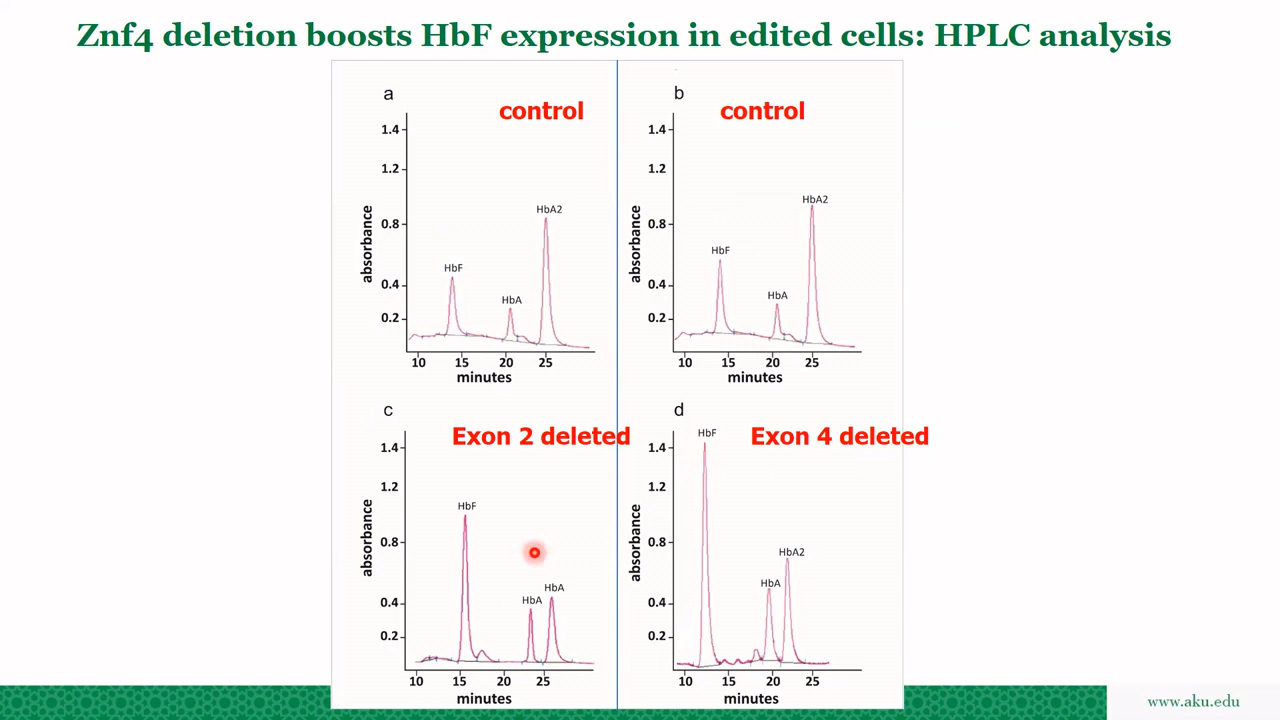 Znf4 deletion boosts HbF expression in edited cells: HPLC analysis
a
control
1.4
1.2
0.8
0.4
0.2
absorbance
HbF
HbA
HbA2
10 15 20 25
minutes
b
control
1.4
1.2
0.8
0.4
0.2
absorbance
HbF
HbA
HbA2
10 15 20 25
minutes
c
Exon 2 deleted
1.4
1.2
0.8
0.4
0.2
absorbance
HbF
HbA
HbA
10 15 20 25
minutes
d
Exon 4 deleted
1.4
1.2
0.8
0.4
0.2
absorbance
HbF
HbA
HbA2
10 15 20 25
minutes
www.aku.edu